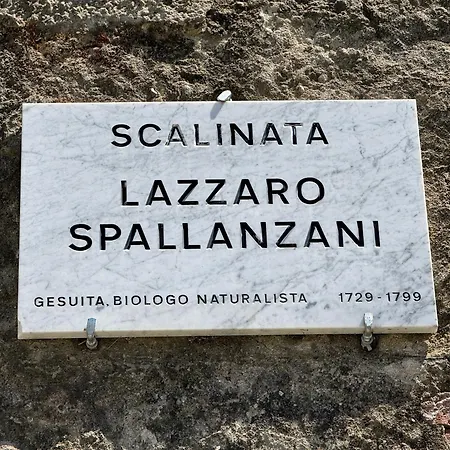 SCALINATA
LAZZARO
SPALLANZANI
GESUITA, BIOLOGO NATURALISTA 1729-1799